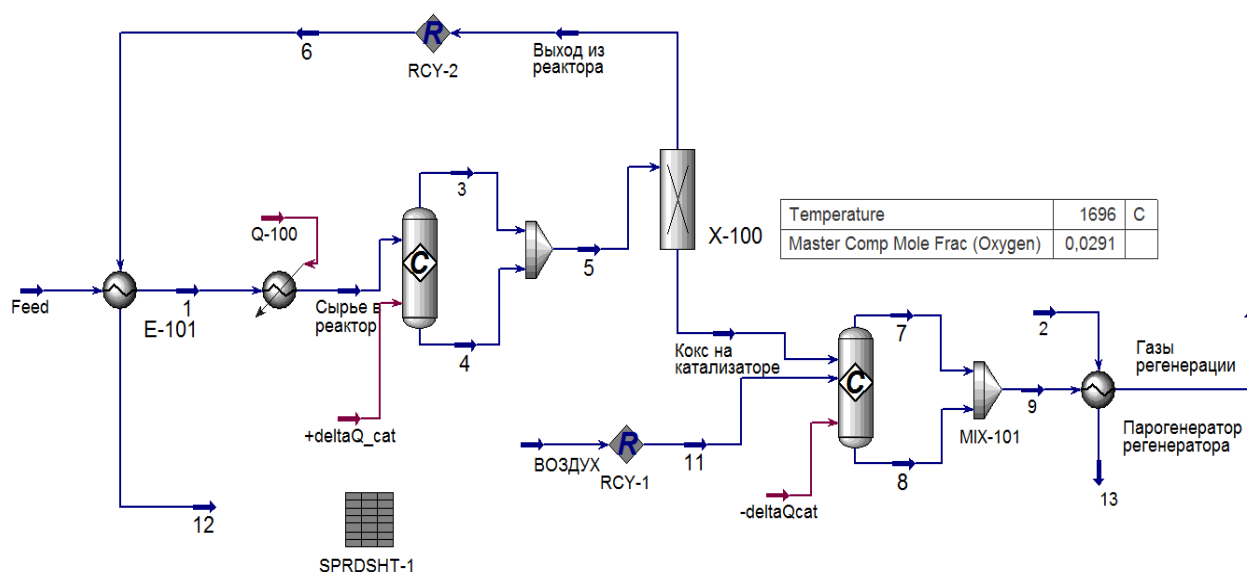 6
RCY-2
Выход из
реактора
3
Q-100
X-100
Temperature 1696 C
Master Comp Mole Frac (Oxygen) 0,0291
5
Feed
1
E-101
Сырье в
реактор
C
4
7
2
Кокс на
катализаторе
Газы
регенерации
C
9
+deltaQ_cat
MIX-101
Парогенератор
регенератора
ВОЗДУХ
RCY-1
11
8
13
-deltaQcat
12
SPRDSHT-1
R
R